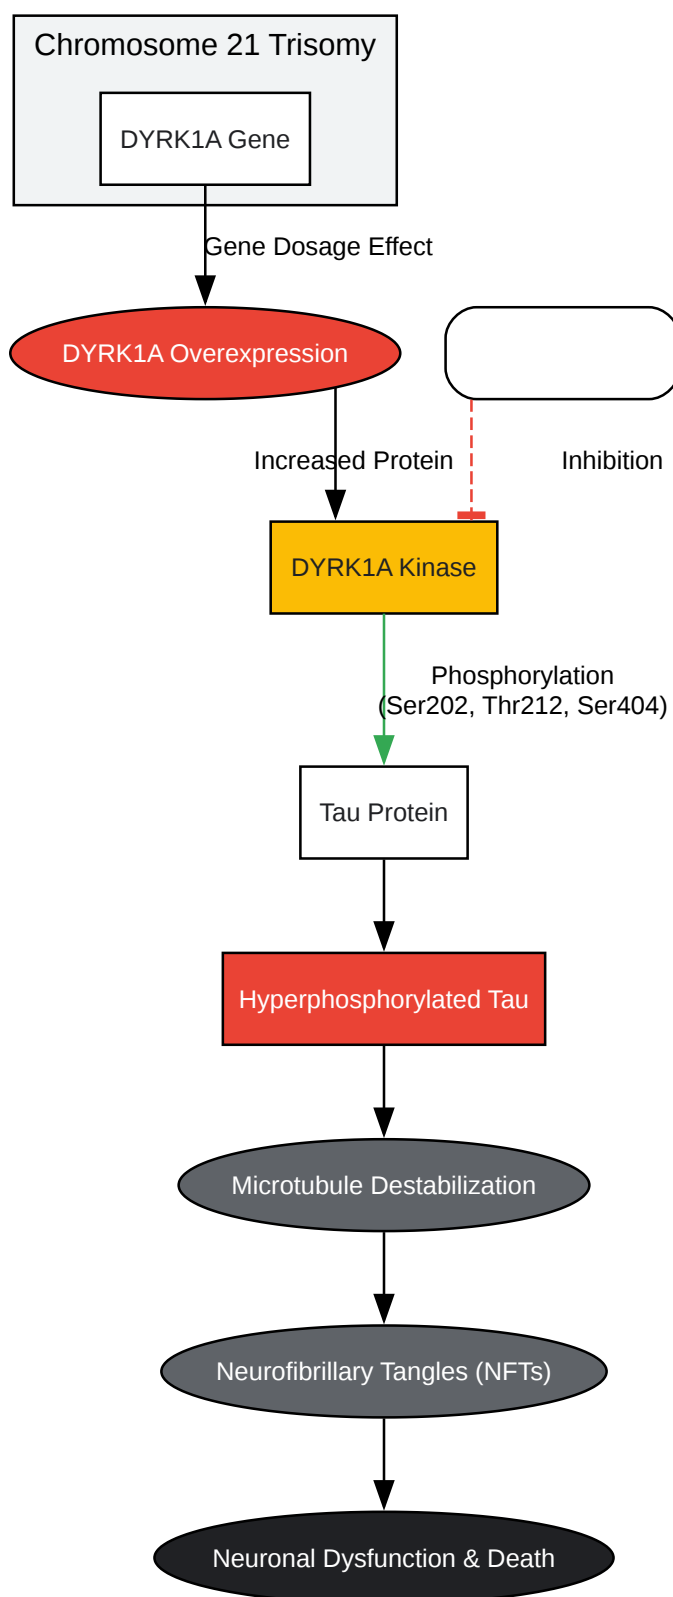 Chromosome 21 Trisomy
DYRK1A Gene
Gene Dosage Effect
DYRK1A Overexpression
Increased Protein
Inhibition
DYRK1A Kinase
Phosphorylation
(Ser202, Thr212, Ser404)
Tau Protein
Hyperphosphorylated Tau
Microtubule Destabilization
Neurofibrillary Tangles (NFTs)
Neuronal Dysfunction & Death